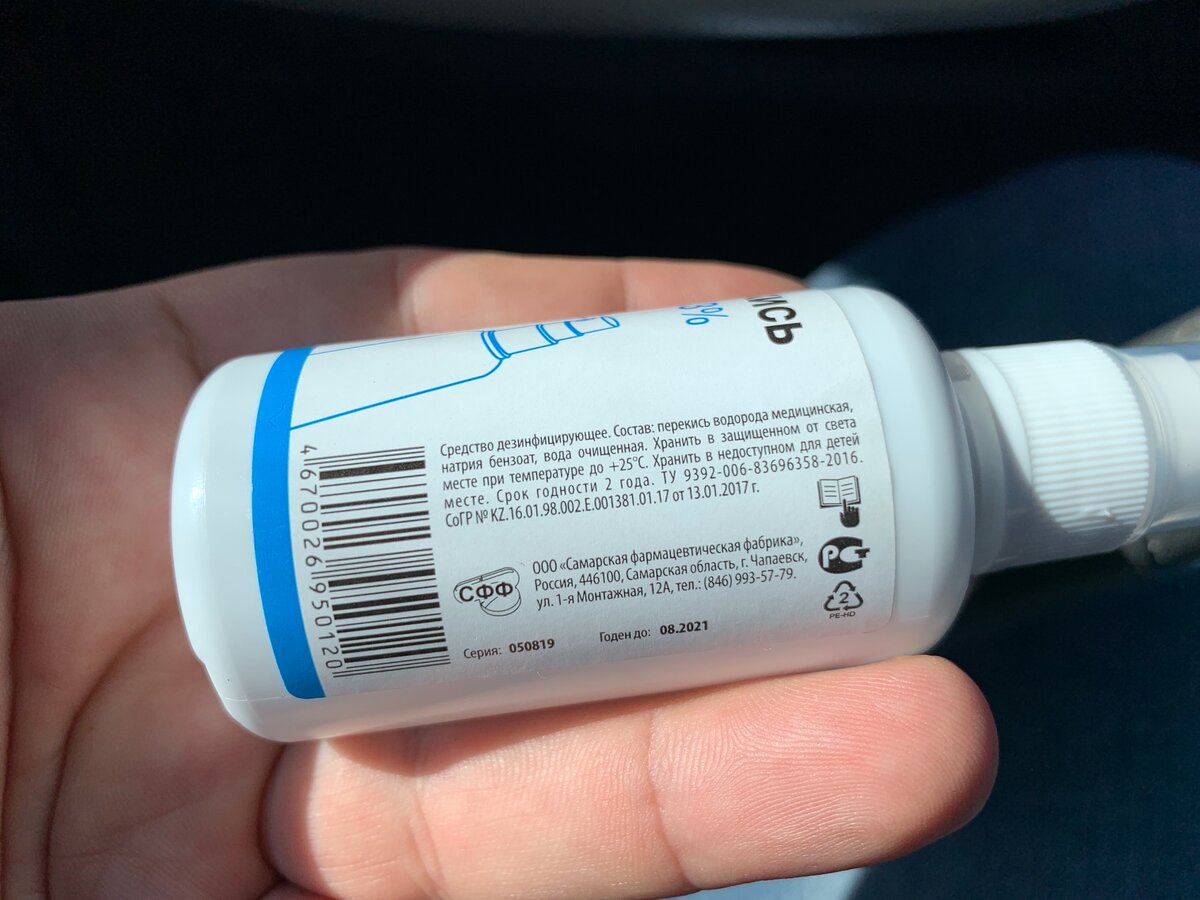 3%
Средство дезинфицирующее. Состав: перекись водорода медицинская,
натрия бензоат, вода очищенная. Хранить в защищенном от света
месте при температуре до +25°С. Хранить в недоступном для детей
месте. Срок годности 2 года. ТУ 9392-006-83696358-2016.
СоГР № KZ.16.01.98.002.E.001381.01.17 от 13.01.2017 г.
СФФ
ООО «Самарская фармацевтическая фабрика»,
Россия, 446100, Самарская область, г. Чапаевск,
ул. 1-я Монтажная, 12А, тел.: (846) 993-57-79.
Серия: 050819 Годен до: 08.2021
4670026950120
РСТ
2
PE-HD